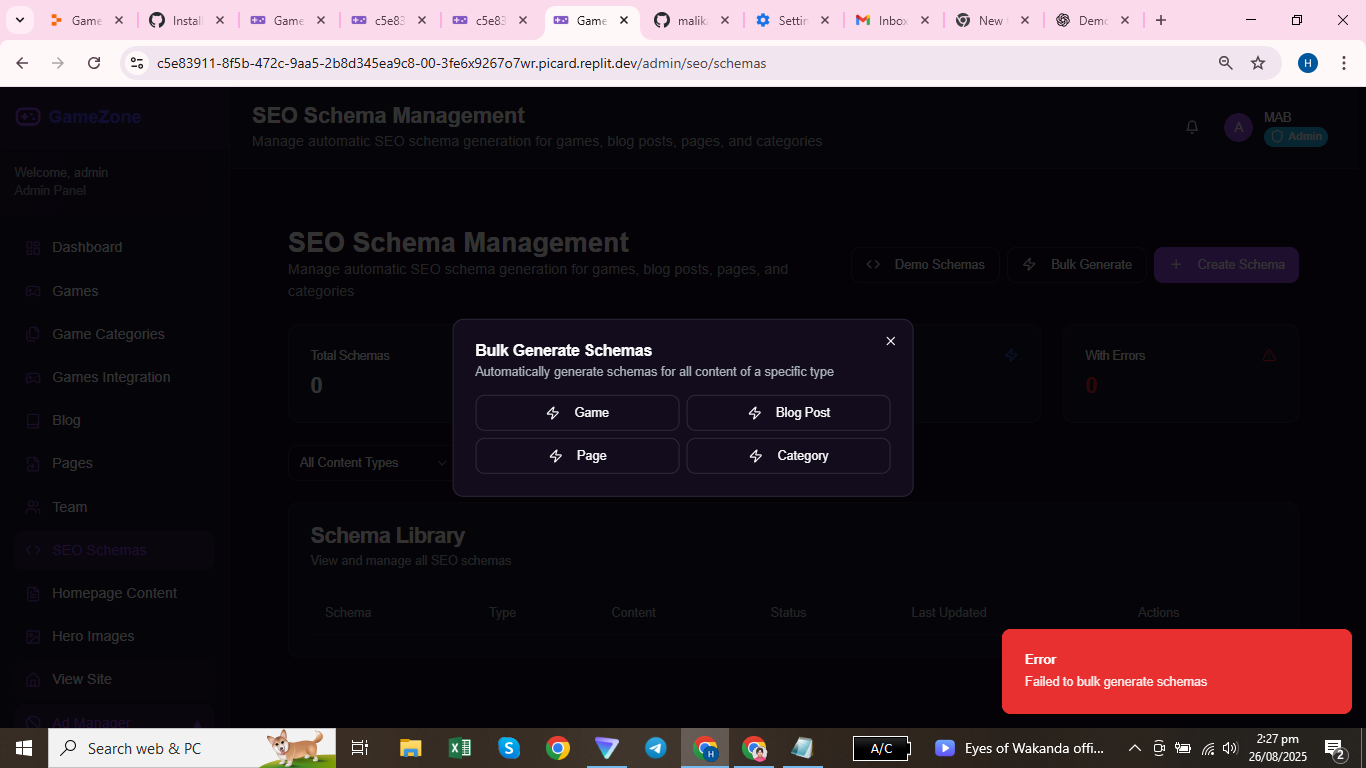 Game
Install
Game
c5e83
c5e83
Game
malik
Settin
Inbox
New
Demo
c5e83911-8f5b-472c-9aa5-2b8d345ea9c8-00-3fe6x9267o7wr.picard.replit.dev/admin/seo/schemas
H
GameZone
SEO Schema Management
Manage automatic SEO schema generation for games, blog posts, pages, and categories
A
MAB
Admin
Welcome, admin
Admin Panel
Dashboard
Games
Game Categories
Games Integration
Blog
Pages
Team
SEO Schemas
Homepage Content
Hero Images
View Site
Ad Manager
SEO Schema Management
Manage automatic SEO schema generation for games, blog posts, pages, and
categories
Demo Schemas
Bulk Generate
Create Schema
Total Schemas
0
With Errors
0
All Content Types
Bulk Generate Schemas
Automatically generate schemas for all content of a specific type
Game
Blog Post
Page
Category
Schema Library
View and manage all SEO schemas
Schema Type Content Status Last Updated Actions
Error
Failed to bulk generate schemas
Search web & PC
A/C
Eyes of Wakanda offi...
2:27 pm
26/08/2025
2